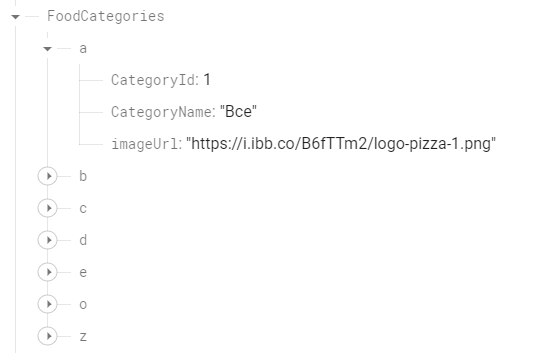 FoodCategories
a
CategoryId: 1
CategoryName: "Все"
imageUrl: "https://i.ibb.co/B6fTTm2/logo-pizza-1.png"
b
c
d
e
o
z